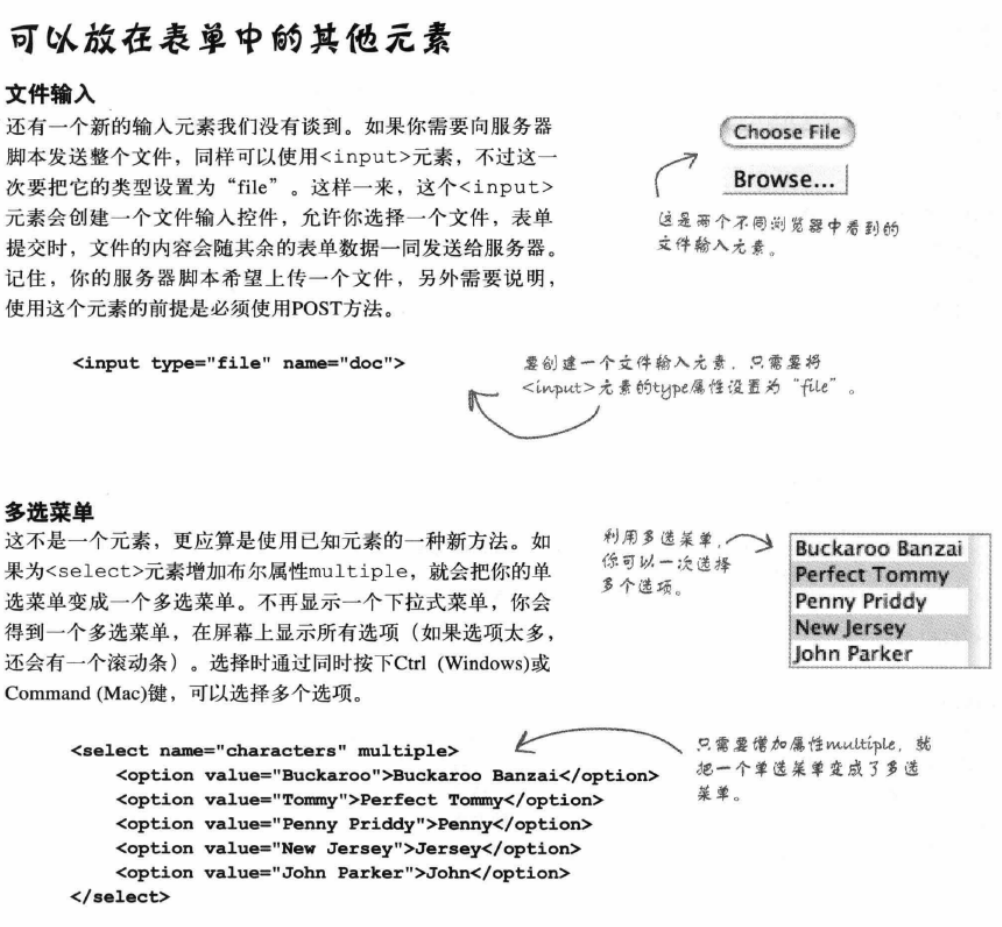 可以放在表单中的其他元素
文件输入
还有一个新的输入元素我们没有谈到。如果你需要向服务器
脚本发送整个文件，同样可以使用<input>元素，不过这一
次要把它的类型设置为“file”。这样一来，这个<input>
元素会创建一个文件输入控件，允许你选择一个文件，表单
提交时，文件的内容会随其余的表单数据一同发送给服务器。
记住，你的服务器脚本希望上传一个文件，另外需要说明，
使用这个元素的前提是必须使用POST方法。
Choose File
Browse...
这是两个不同浏览器中看到的
文件输入元素。
<input type="file" name="doc">
要创建一个文件输入元素，只需要将
<input>元素的type属性设置为“file”。
多选菜单
这不是一个元素，更应算是使用已知元素的一种新方法。如
果为<select>元素增加布尔属性multiple，就会把你的单
选菜单变成一个多选菜单。不再显示一个下拉式菜单，你会
得到一个多选菜单，在屏幕上显示所有选项（如果选项太多，
还会有一个滚动条）。选择时通过同时按下Ctrl (Windows)或
Command (Mac)键，可以选择多个选项。
利用多选菜单，
你可以一次选择
多个选项。
Buckaroo Banzai
Perfect Tommy
Penny Priddy
New Jersey
John Parker
<select name="characters" multiple>
<option value="Buckaroo">Buckaroo Banzai</option>
<option value="Tommy">Perfect Tommy</option>
<option value="Penny Priddy">Penny</option>
<option value="New Jersey">Jersey</option>
<option value="John Parker">John</option>
</select>
只需要增加属性multiple，就
把一个单选菜单变成了多选
菜单。